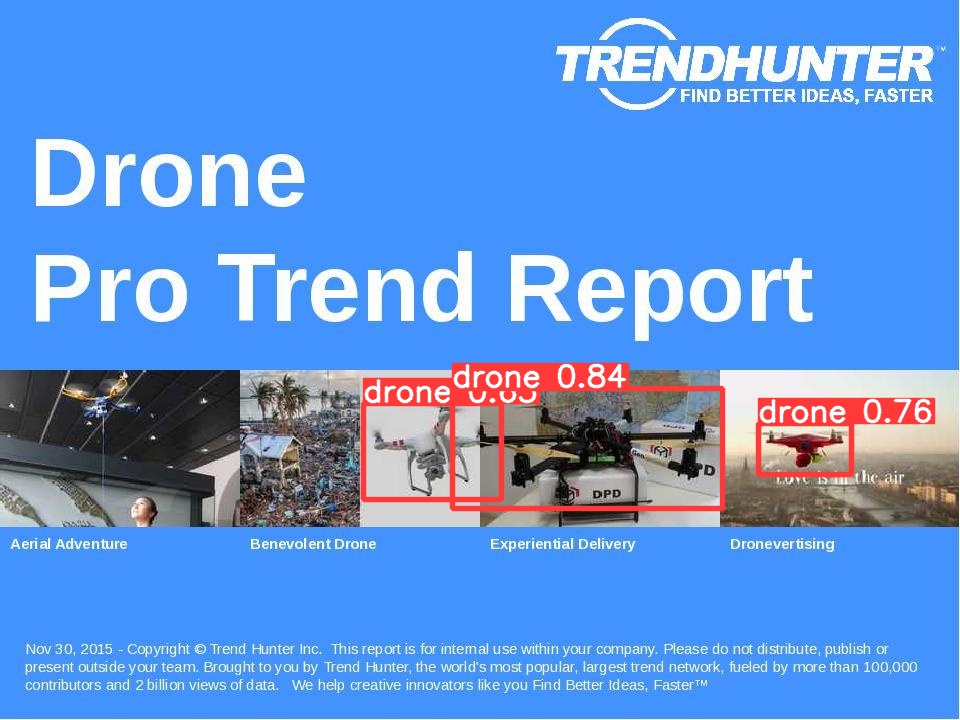 TRENDHUNTER™
FIND BETTER IDEAS, FASTER
Drone
Pro Trend Report
drone
drone 0.84
drone 0.76
DPD
DPD
Love is in the air
Aerial Adventure
Benevolent Drone
Experiential Delivery
Dronevertising
Nov 30, 2015 - Copyright © Trend Hunter Inc.  This report is for internal use within your company. Please do not distribute, publish or
present outside your team. Brought to you by Trend Hunter, the world's most popular, largest trend network, fueled by more than 100,000
contributors and 2 billion views of data.   We help creative innovators like you Find Better Ideas, Faster™